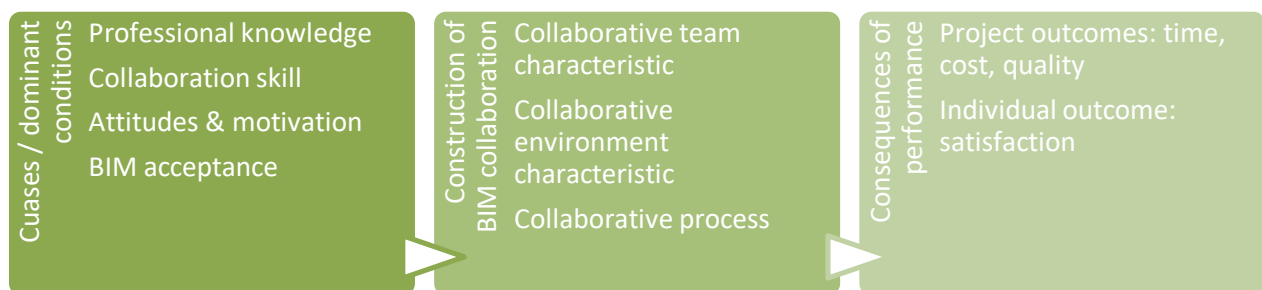 Cuases / dominant
conditions
Professional knowledge
Collaboration skill
Attitudes & motivation
BIM acceptance
Construction of
BIM collaboration
Collaborative team
characteristic
Collaborative
environment
characteristic
Collaborative process
Consequences of
performance
Project outcomes: time,
cost, quality
Individual outcome:
satisfaction